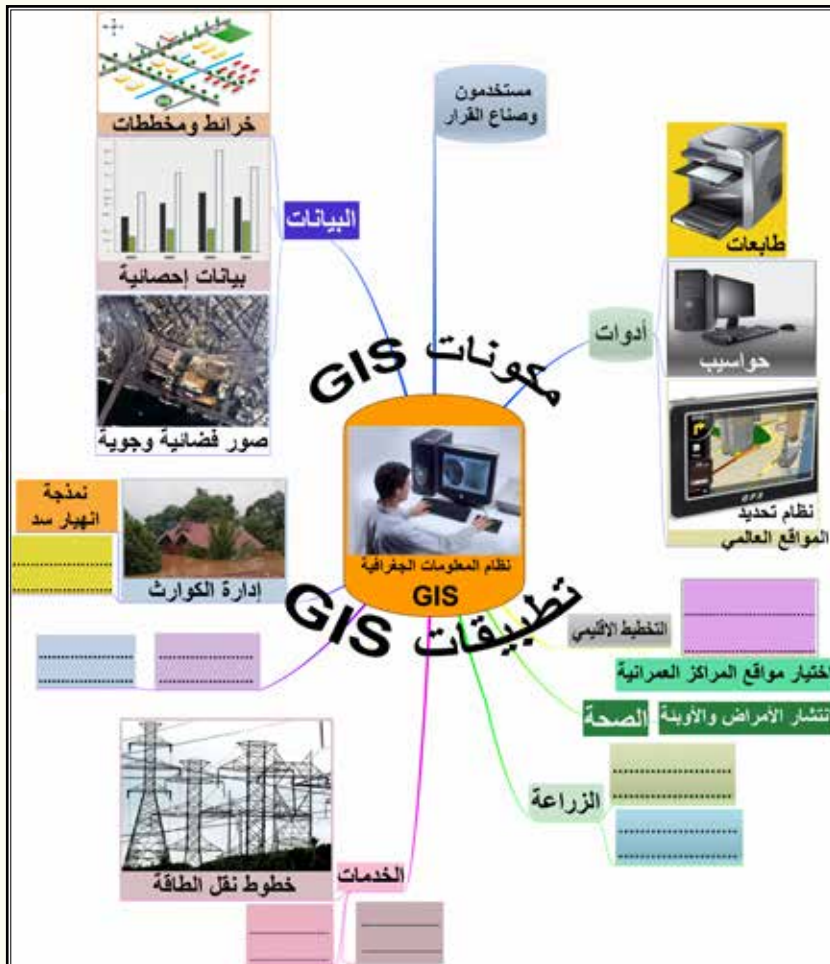 مستخدمون
وصناع القرار
خرائط ومخططات
البيانات
بيانات إحصائية
صور فضائية وجوية
طابعات
أدوات
حواسيب
نظام تحديد
المواقع العالمي
مكونات GIS
نظام المعلومات الجغرافية
GIS
تطبيقات GIS
نمذجة
انهيار سد
إدارة الكوارث
التخطيط الاقليمي
اختيار مواقع المراكز العمرانية
الصحة
نتشار الأمراض والأوبئة
الزراعة
الخدمات
خطوط نقل الطاقة